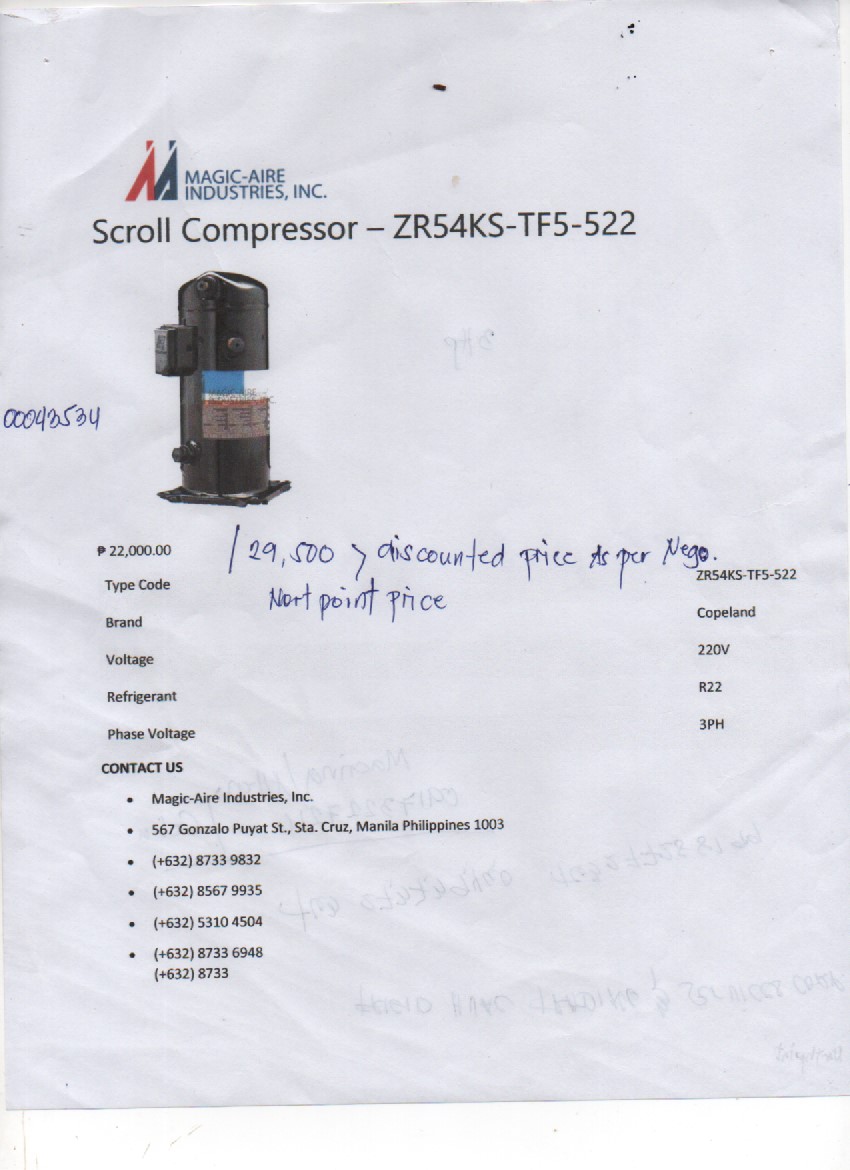 MAGIC-AIRE
INDUSTRIES, INC.
Scroll Compressor – ZR54KS-TF5-522
MAGIC-AIRE
00043534
₱ 22,000.00 / 29,500 > discounted price As per Nego.
Nort point price
Type Code ZR54KS-TF5-522
Brand Copeland
Voltage 220V
Refrigerant R22
Phase Voltage 3PH
CONTACT US
• Magic-Aire Industries, Inc.
• 567 Gonzalo Puyat St., Sta. Cruz, Manila Philippines 1003
• (+632) 8733 9832
• (+632) 8567 9935
• (+632) 5310 4504
• (+632) 8733 6948
(+632) 8733